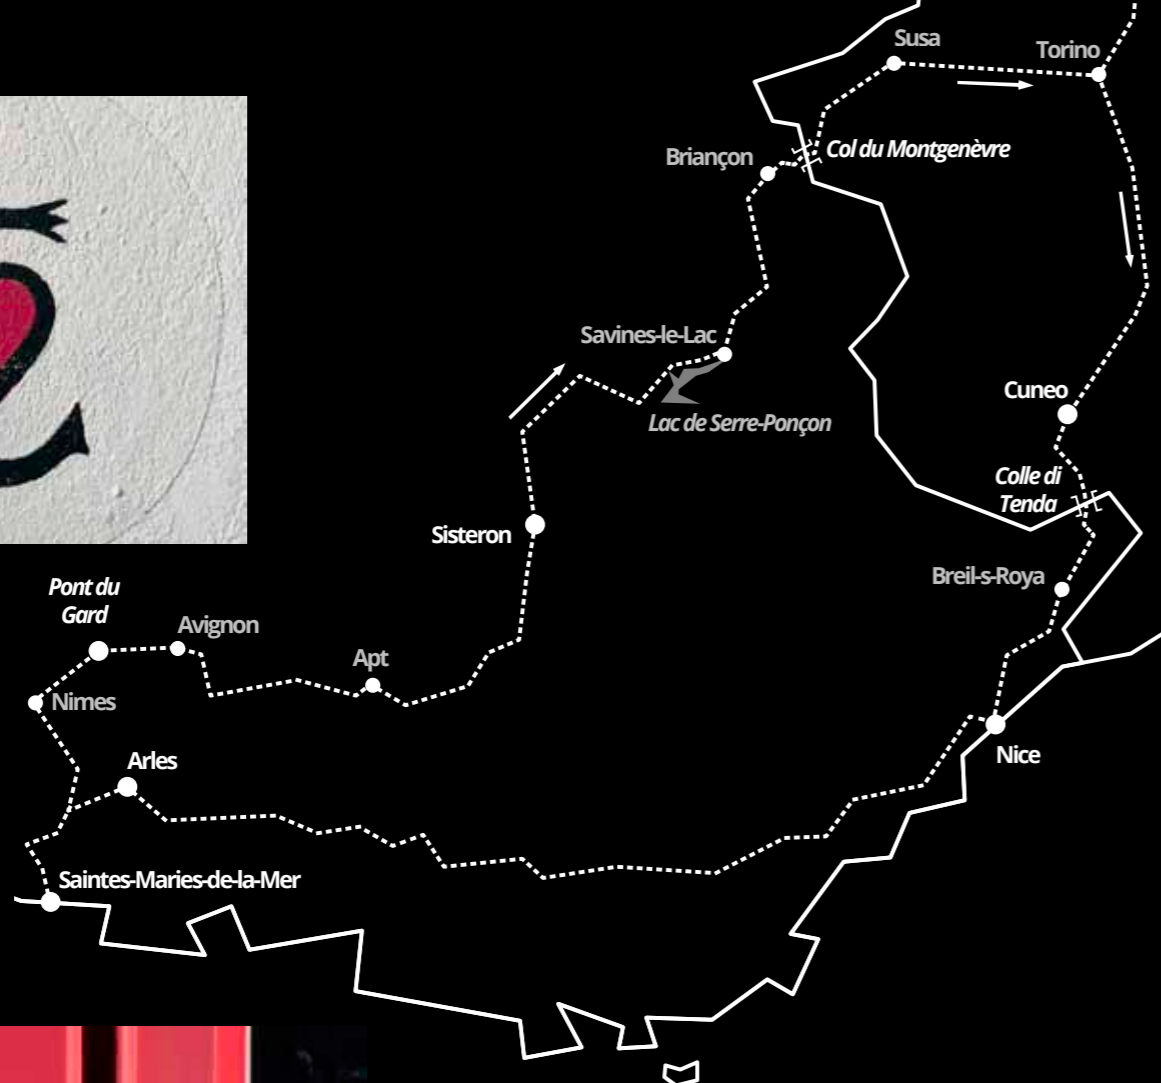 Susa
Torino
Briançon
Col du Montgenèvre
Savines-le-Lac
Lac de Serre-Ponçon
Cuneo
Colle di
Tenda
Sisteron
Breil-s-Roya
Pont du
Gard
Avignon
Apt
Nimes
Arles
Nice
Saintes-Maries-de-la-Mer